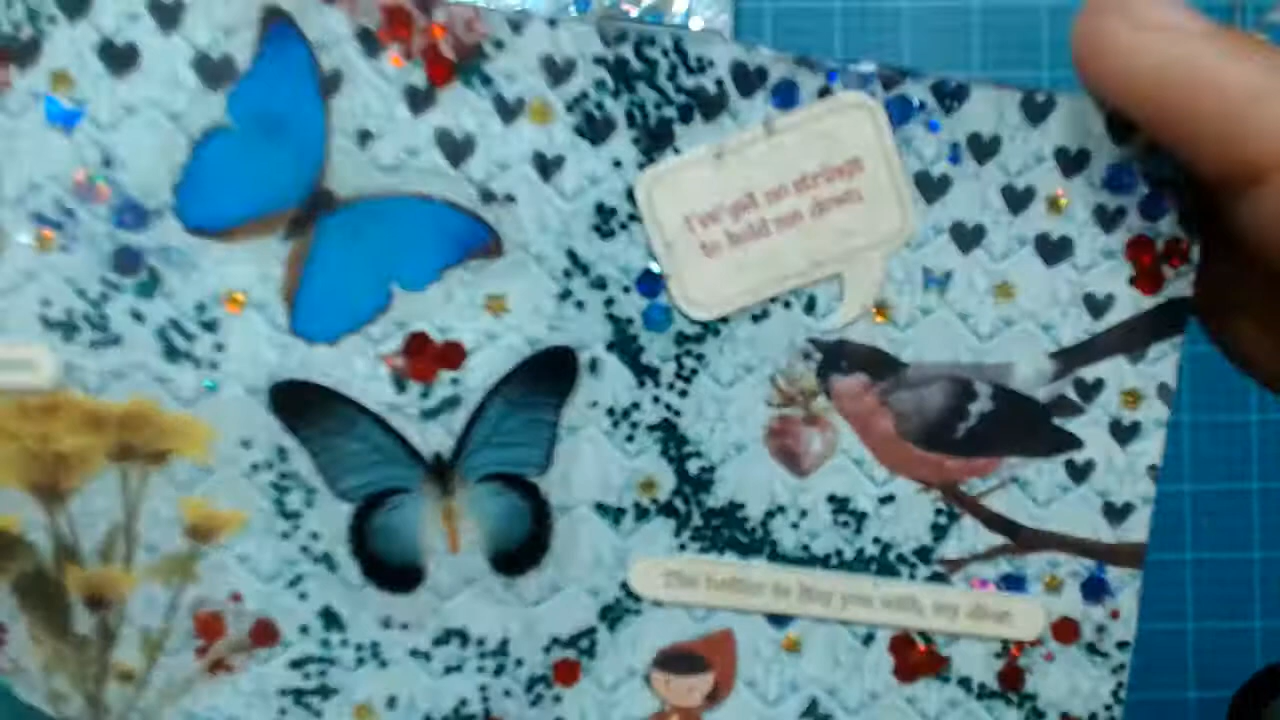 I've got no strings
to hold me down
The better to hug you with, my dear.